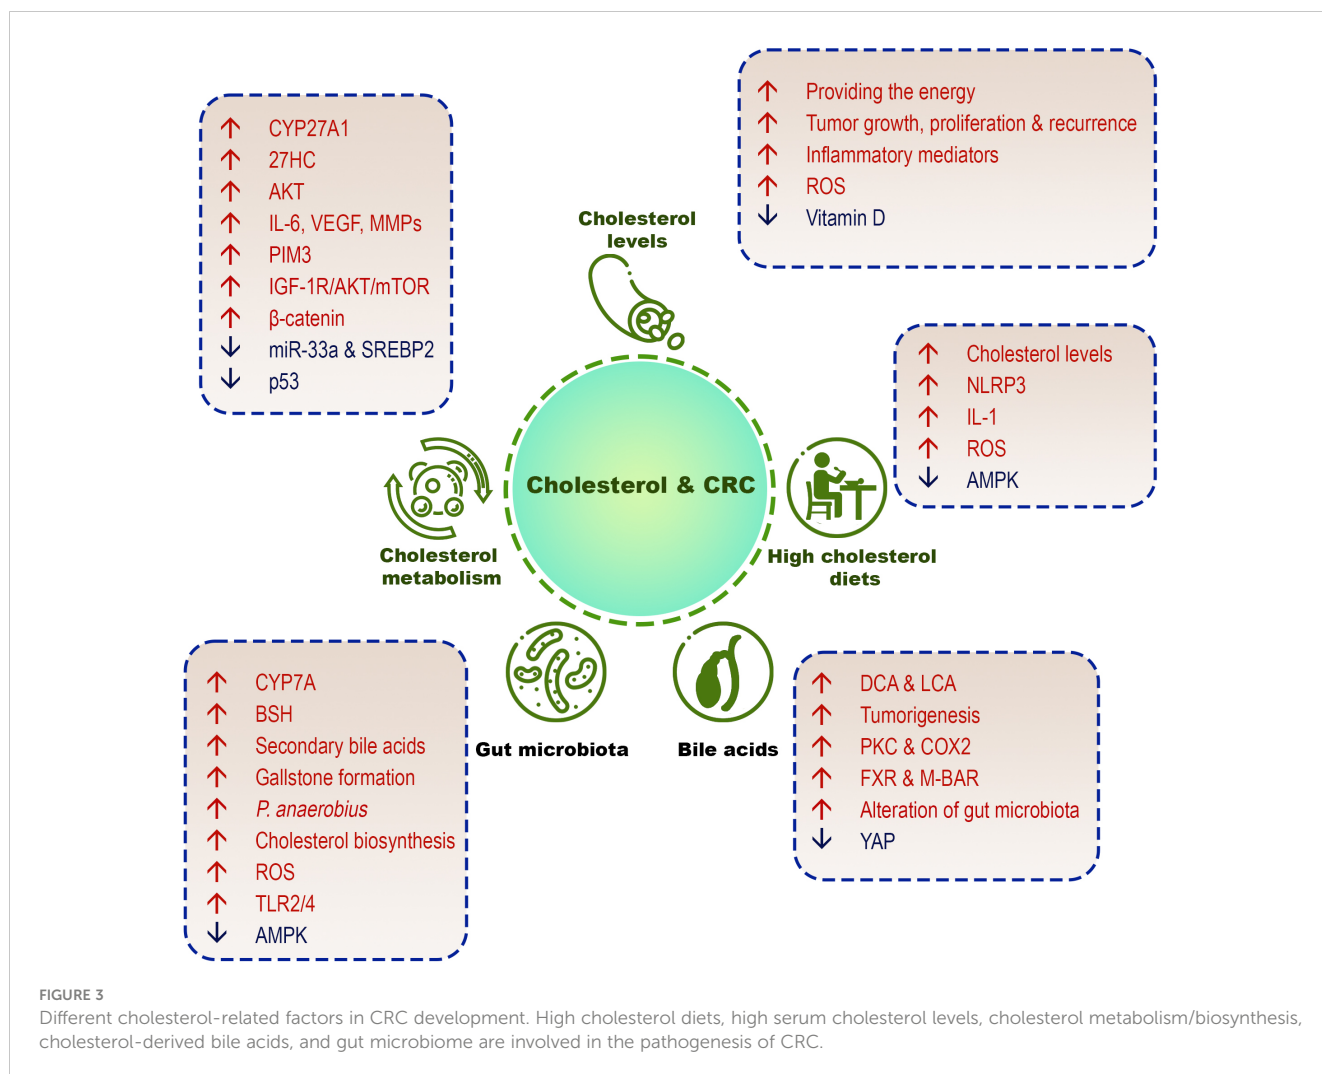 ↑ CYP27A1
↑ 27HC
↑ AKT
↑ IL-6, VEGF, MMPs
↑ PIM3
↑ IGF-1R/AKT/mTOR
↑ β-catenin
↓ miR-33a & SREBP2
↓ p53
Cholesterol
levels
↑ Providing the energy
↑ Tumor growth, proliferation & recurrence
↑ Inflammatory mediators
↑ ROS
↓ Vitamin D
↑ Cholesterol levels
↑ NLRP3
↑ IL-1
↑ ROS
↓ AMPK
Cholesterol & CRC
Cholesterol
metabolism
High cholesterol
diets
↑ CYP7A
↑ BSH
↑ Secondary bile acids
↑ Gallstone formation
↑ P. anaerobius
↑ Cholesterol biosynthesis
↑ ROS
↑ TLR2/4
↓ AMPK
Gut microbiota
Bile acids
↑ DCA & LCA
↑ Tumorigenesis
↑ PKC & COX2
↑ FXR & M-BAR
↑ Alteration of gut microbiota
↓ YAP
FIGURE 3
Different cholesterol-related factors in CRC development. High cholesterol diets, high serum cholesterol levels, cholesterol metabolism/biosynthesis,
cholesterol-derived bile acids, and gut microbiome are involved in the pathogenesis of CRC.